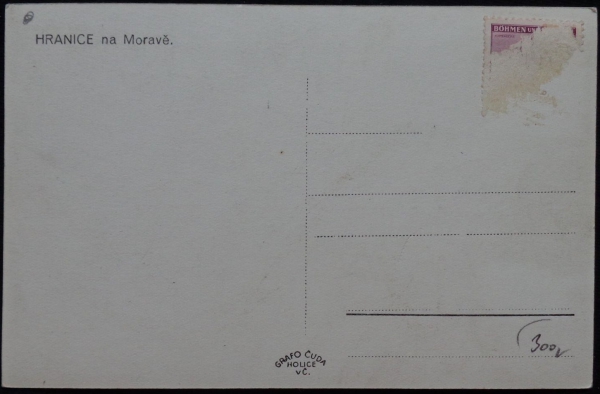 HRANICE na Moravě.
BÖHMEN
GRAFO ČUDA
HOLICE
VČ.
300